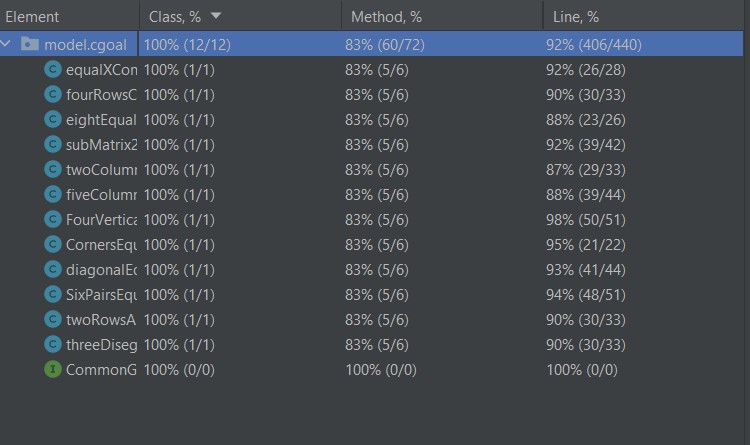 Element Class, % Method, % Line, %
model.cgoal 100% (12/12) 83% (60/72) 92% (406/440)
C equalXCon 100% (1/1) 83% (5/6) 92% (26/28)
C fourRowsC 100% (1/1) 83% (5/6) 90% (30/33)
C eightEqual 100% (1/1) 83% (5/6) 88% (23/26)
C subMatrix2 100% (1/1) 83% (5/6) 92% (39/42)
C twoColumn 100% (1/1) 83% (5/6) 87% (29/33)
C fiveColumn 100% (1/1) 83% (5/6) 88% (39/44)
C FourVertica 100% (1/1) 83% (5/6) 98% (50/51)
C CornersEqu 100% (1/1) 83% (5/6) 95% (21/22)
C diagonalEq 100% (1/1) 83% (5/6) 93% (41/44)
C SixPairsEqu 100% (1/1) 83% (5/6) 94% (48/51)
C twoRowsA 100% (1/1) 83% (5/6) 90% (30/33)
C threeDiseg 100% (1/1) 83% (5/6) 90% (30/33)
I CommonG 100% (0/0) 100% (0/0) 100% (0/0)